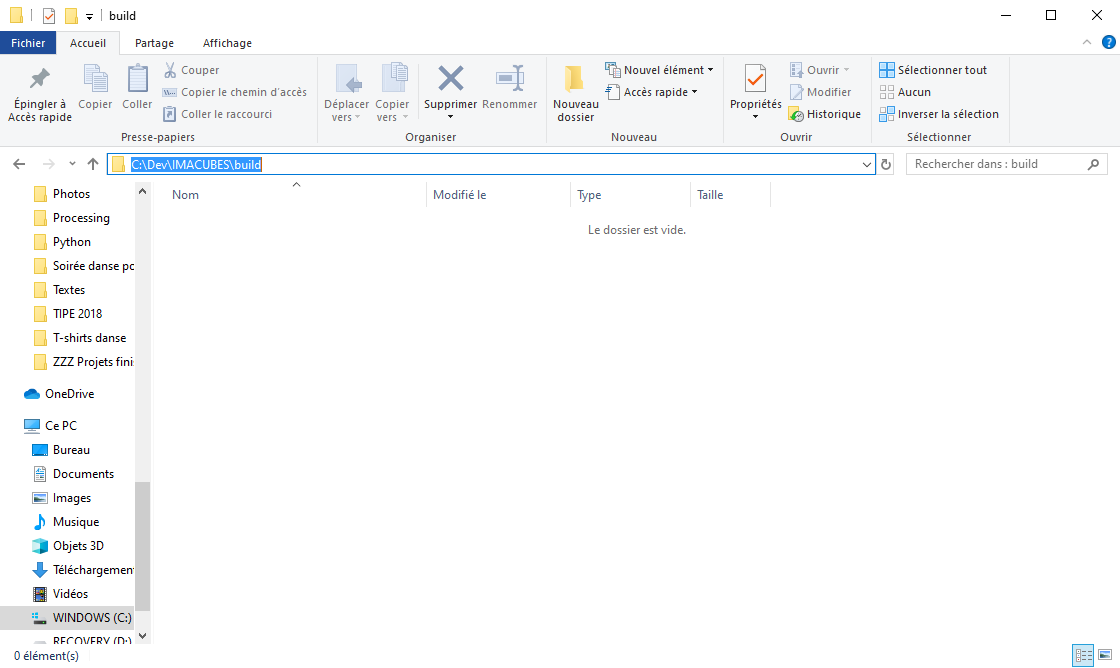 build
Fichier Accueil Partage Affichage
Épingler à Accès rapide
Copier
Coller
Couper
Copier le chemin d'accès
Coller le raccourci
Presse-papiers
Déplacer vers
Copier vers
Supprimer
Renommer
Organiser
Nouveau dossier
Nouvel élément
Accès rapide
Nouveau
Propriétés
Ouvrir
Modifier
Historique
Ouvrir
Sélectionner tout
Aucun
Inverser la sélection
Sélectionner
C:\Dev\IMACUBES\build
Rechercher dans : build
Nom Modifié le Type Taille
Le dossier est vide.
Photos
Processing
Python
Soirée danse po
Textes
TIPE 2018
T-shirts danse
ZZZ Projets fini
OneDrive
Ce PC
Bureau
Documents
Images
Musique
Objets 3D
Téléchargement
Vidéos
WINDOWS (C:)
RECOVERY (D:)
0 élément(s)